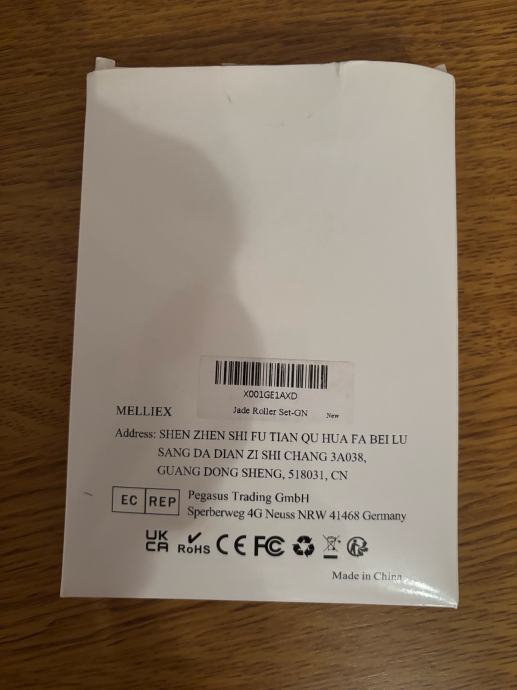 X001GE1AXD
Jade Roller Set-GN New
MELLIEX
Address: SHEN ZHEN SHI FU TIAN QU HUA FA BEI LU
SANG DA DIAN ZI SHI CHANG 3A038,
GUANG DONG SHENG, 518031, CN
EC REP
Pegasus Trading GmbH
Sperberweg 4G Neuss NRW 41468 Germany
UK
CA
RoHS CE FC
Made in China